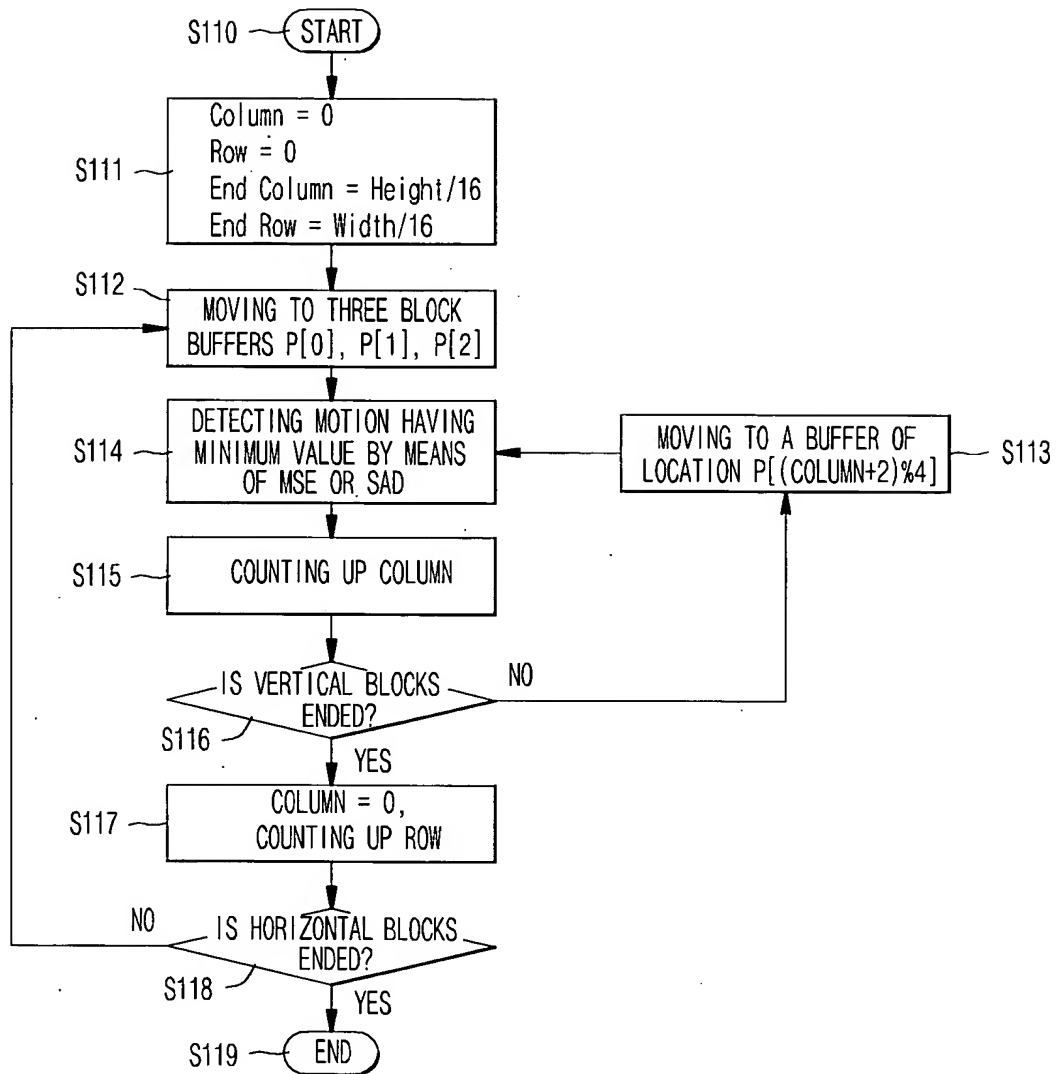 S110
START
S111
Column = 0
Row = 0
End Column = Height/16
End Row = Width/16
S112
MOVING TO THREE BLOCK
BUFFERS P[0], P[1], P[2]
S114
DETECTING MOTION HAVING
MINIMUM VALUE BY MEANS
OF MSE OR SAD
MOVING TO A BUFFER OF
LOCATION P[(COLUMN+2)%4]
S113
S115
COUNTING UP COLUMN
IS VERTICAL BLOCKS
ENDED?
NO
S116
YES
S117
COLUMN = 0,
COUNTING UP ROW
NO
IS HORIZONTAL BLOCKS
ENDED?
S118
YES
S119
END